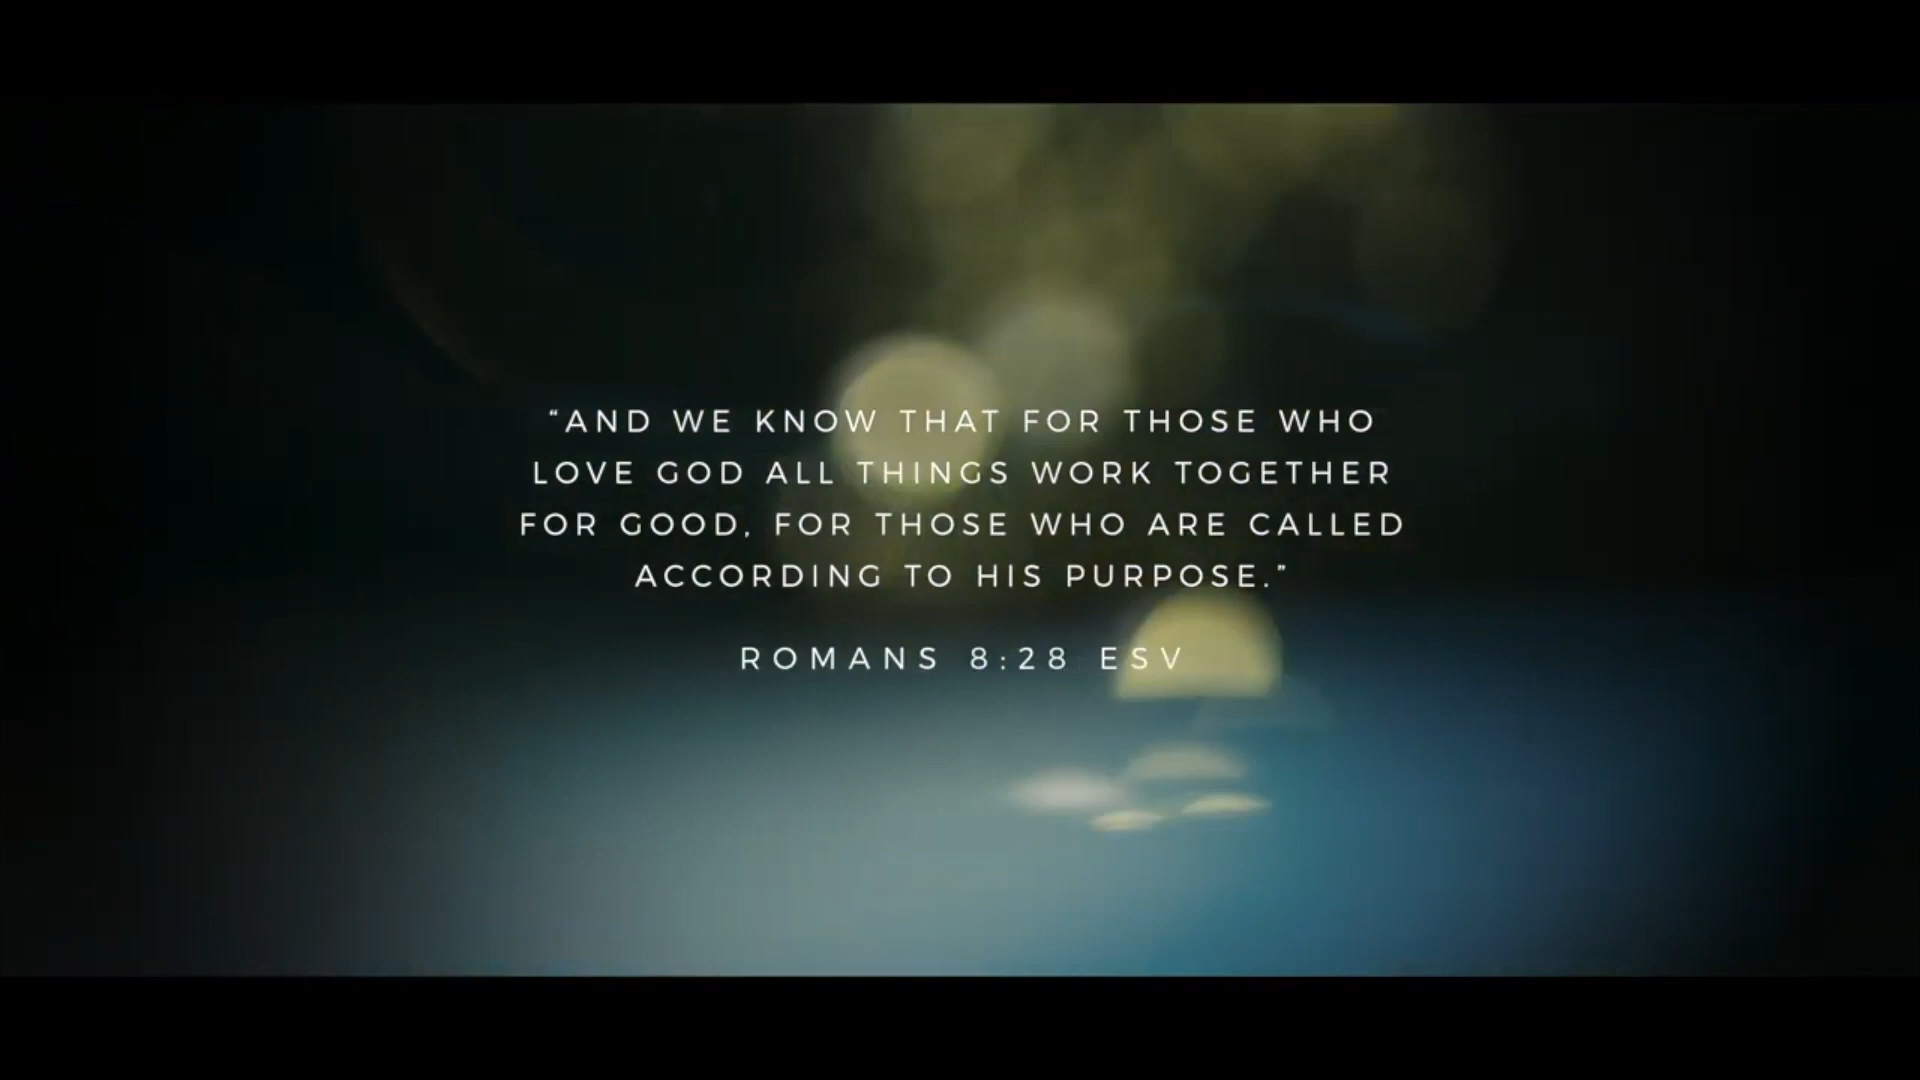 “AND WE KNOW THAT FOR THOSE WHO
LOVE GOD ALL THINGS WORK TOGETHER
FOR GOOD, FOR THOSE WHO ARE CALLED
ACCORDING TO HIS PURPOSE.”
ROMANS 8:28 ESV